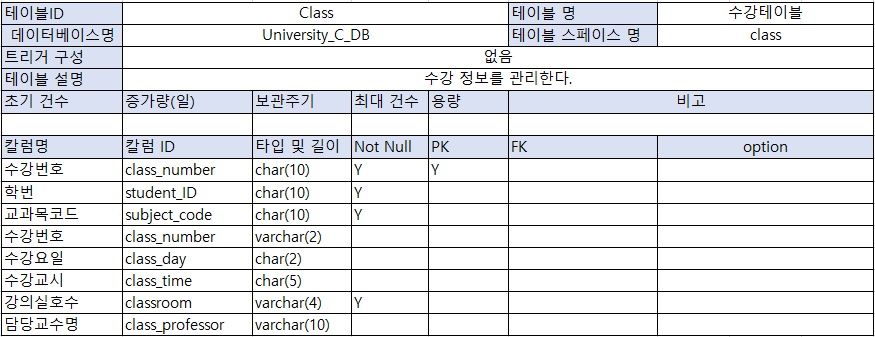 테이블ID Class 테이블 명 수강테이블
데이터베이스명 University_C_DB 테이블 스페이스 명 class
트리거 구성 없음
테이블 설명 수강 정보를 관리한다.
초기 건수 증가량(일) 보관주기 최대 건수 용량 비고
칼럼명 칼럼 ID 타입 및 길이 Not Null PK FK option
수강번호 class_number char(10) Y Y
학번 student_ID char(10) Y
교과목코드 subject_code char(10) Y
수강번호 class_number varchar(2)
수강요일 class_day char(2)
수강교시 class_time char(5)
강의실호수 classroom varchar(4) Y
담당교수명 class_professor varchar(10)